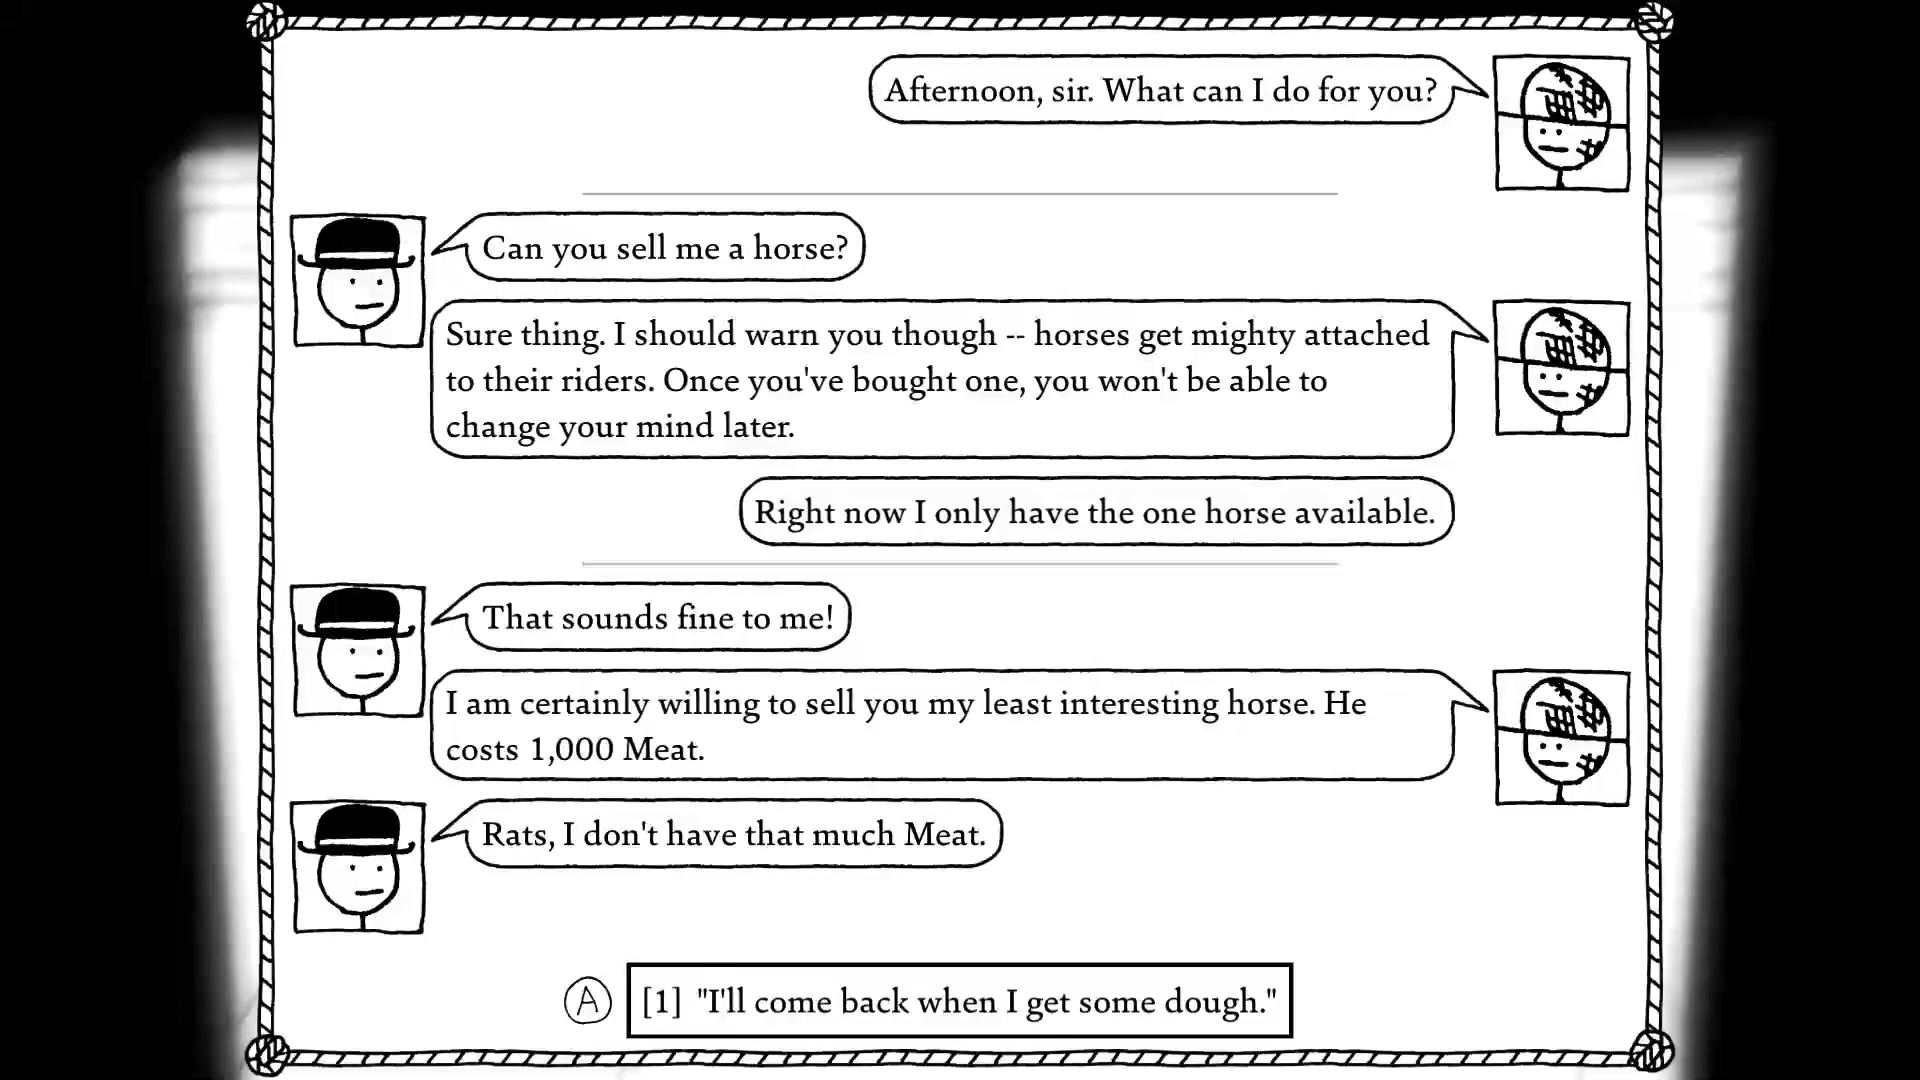 Afternoon, sir. What can I do for you?
Can you sell me a horse?
Sure thing. I should warn you though -- horses get mighty attached
to their riders. Once you've bought one, you won't be able to
change your mind later.
Right now I only have the one horse available.
That sounds fine to me!
I am certainly willing to sell you my least interesting horse. He
costs 1,000 Meat.
Rats, I don't have that much Meat.
A [1] "I'll come back when I get some dough."